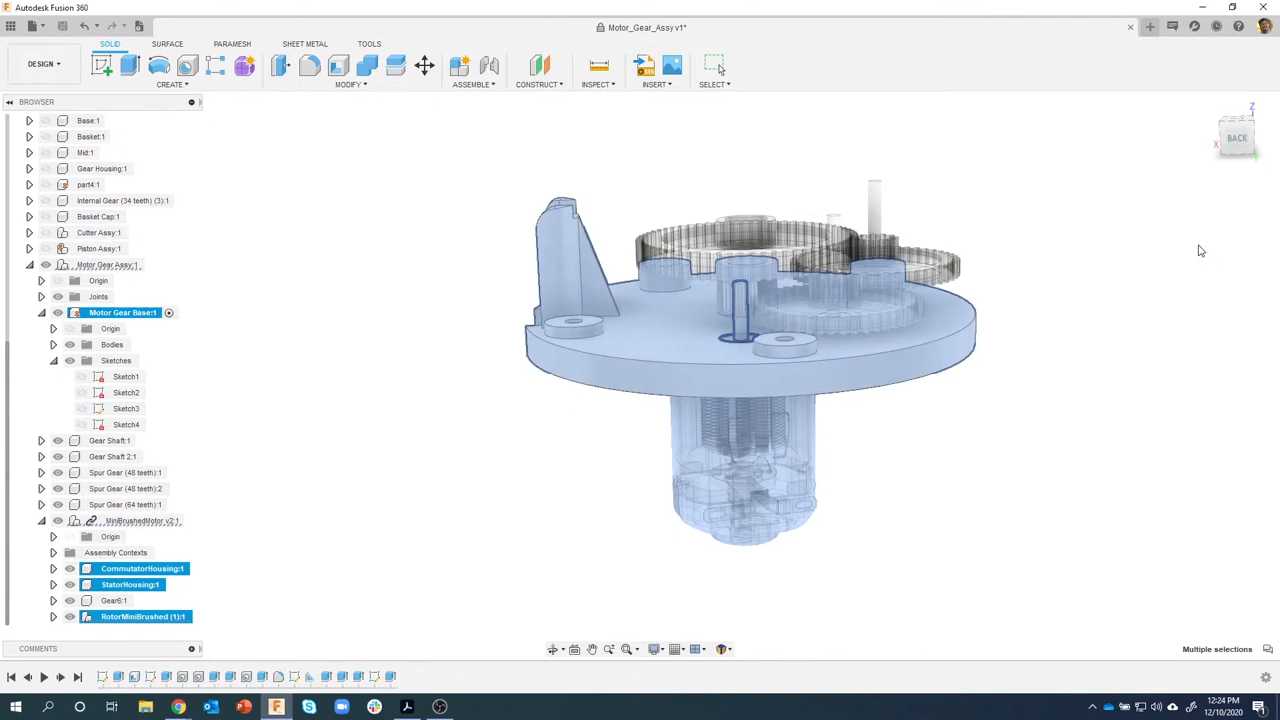 Autodesk Fusion 360
Motor_Gear_Assy v1*
SOLID SURFACE PARAMESH SHEET METAL TOOLS
DESIGN
CREATE MODIFY ASSEMBLE CONSTRUCT INSPECT INSERT SELECT
BROWSER
Base:1
Basket:1
Mid:1
Gear Housing:1
part4:1
Internal Gear (34 teeth) (3):1
Basket Cap:1
Cutter Assy:1
Piston Assy:1
Motor Gear Assy:1
Origin
Joints
Motor Gear Base:1
Origin
Bodies
Sketches
Sketch1
Sketch2
Sketch3
Sketch4
Gear Shaft:1
Gear Shaft 2:1
Spur Gear (48 teeth):1
Spur Gear (48 teeth):2
Spur Gear (64 teeth):1
MiniBrushedMotor v2:1
Origin
Assembly Contexts
CommutatorHousing:1
StatorHousing:1
Gear6:1
RotorMiniBrushed (1):1
Z
X
BACK
COMMENTS
Multiple selections
12:24 PM
12/10/2020